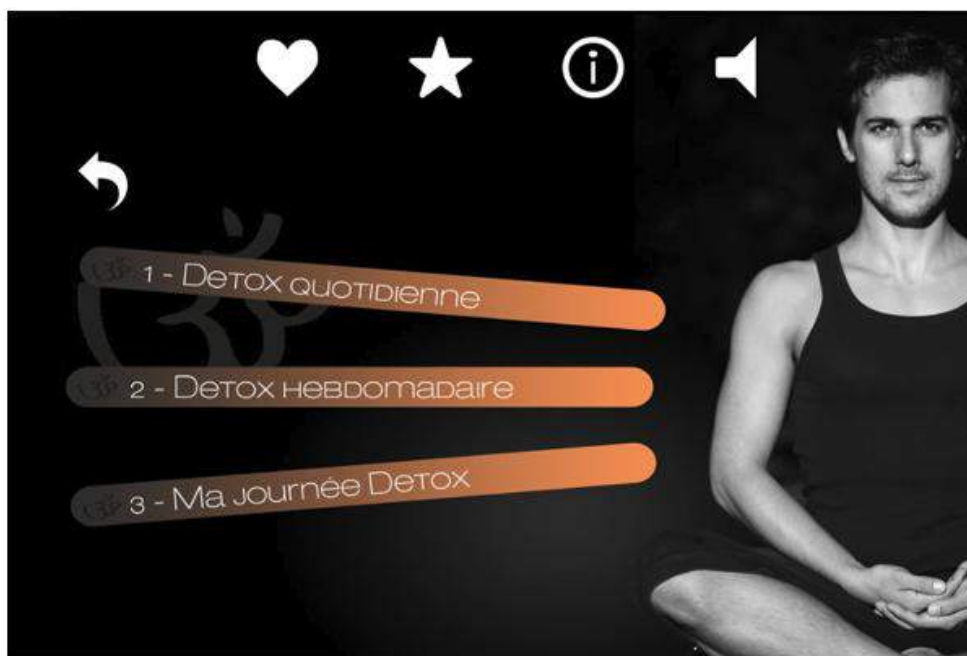 1 - Detox quotidienne
2 - Detox hebdomadaire
3 - Ma journée Detox